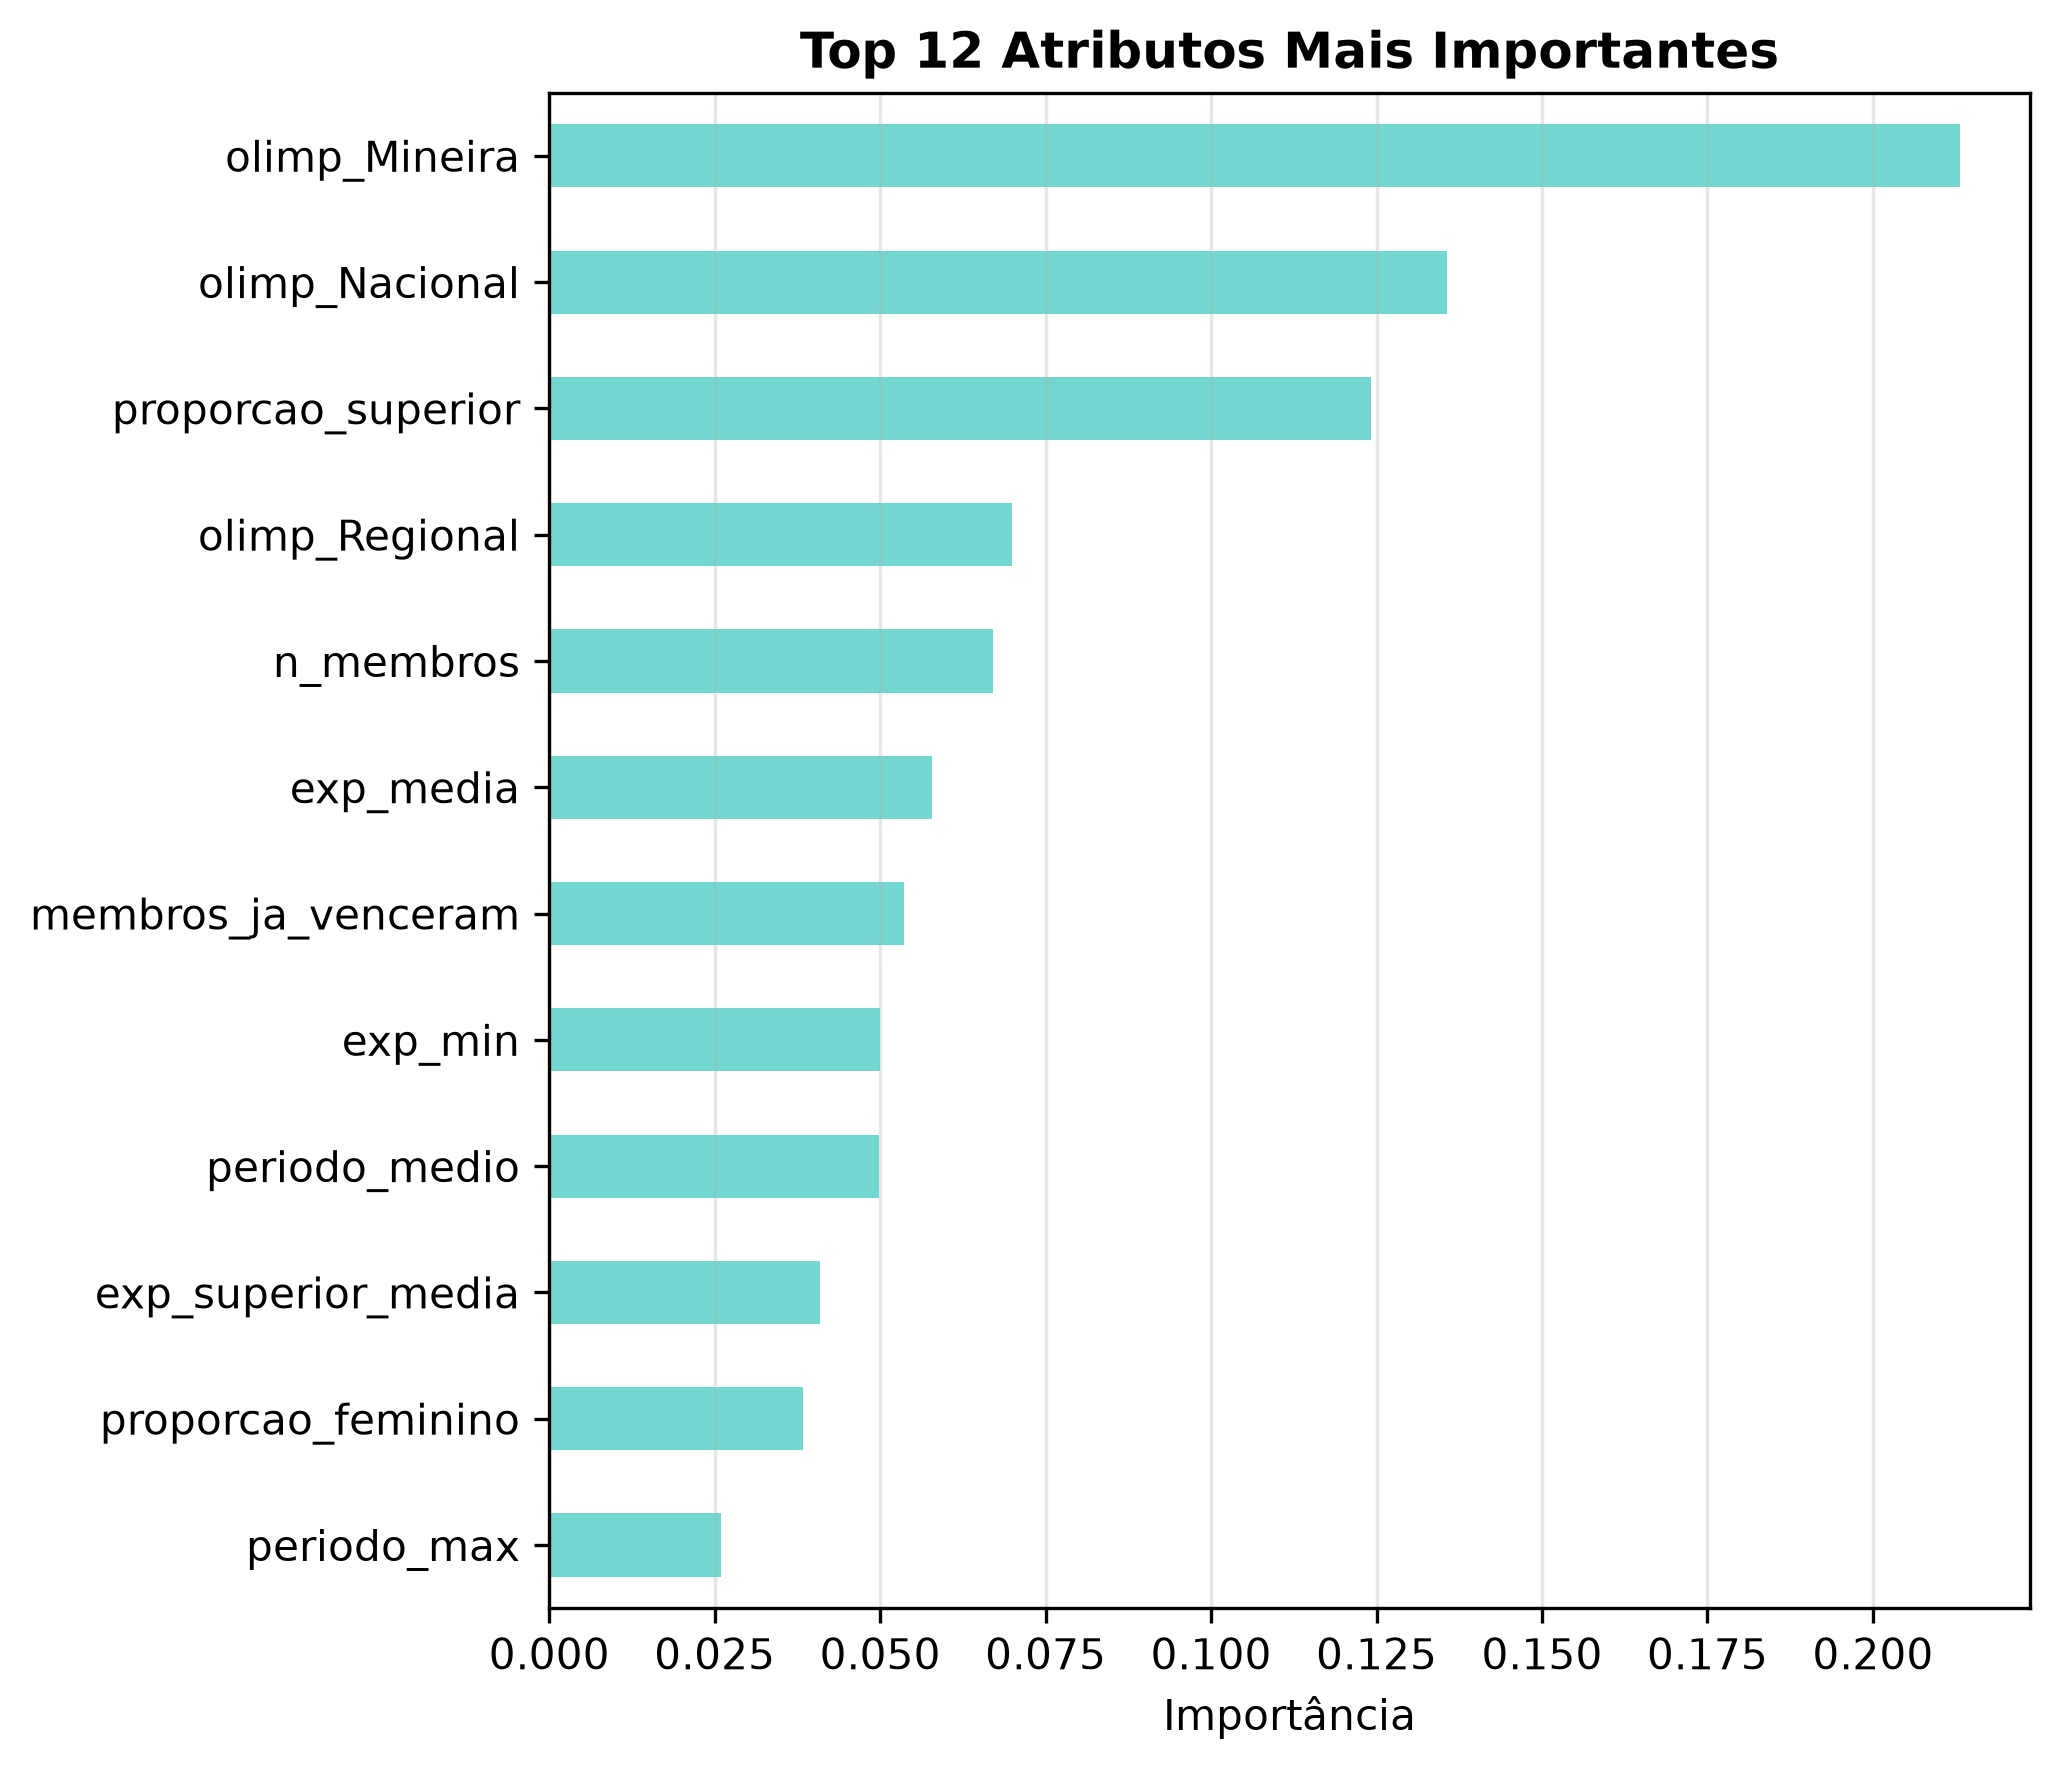 Top 12 Atributos Mais Importantes
olimp_Mineira
olimp_Nacional
proporcao_superior
olimp_Regional
n_membros
exp_media
membros_ja_venceram
exp_min
periodo_medio
exp_superior_media
proporcao_feminino
periodo_max
0.000 0.025 0.050 0.075 0.100 0.125 0.150 0.175 0.200
Importância